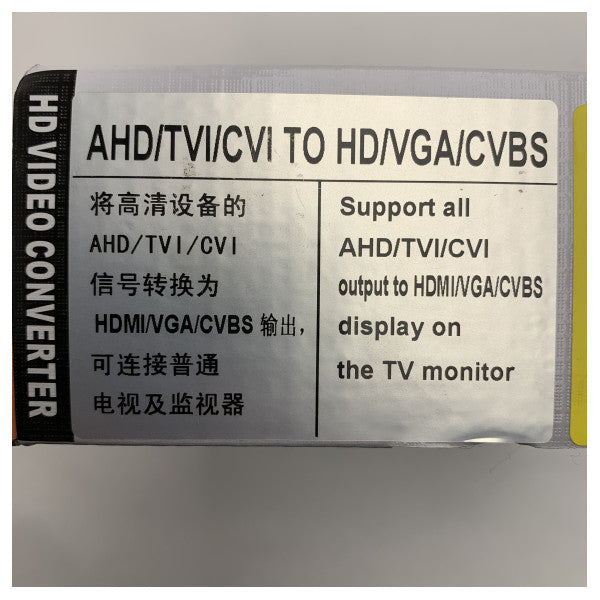 HD VIDEO CONVERTER
AHD/TVI/CVI TO HD/VGA/CVBS
将高清设备的
AHD/TVI/CVI
信号转换为
HDMI/VGA/CVBS 输出,
可连接普通
电视及监视器
Support all
AHD/TVI/CVI
output to HDMI/VGA/CVBS
display on
the TV monitor